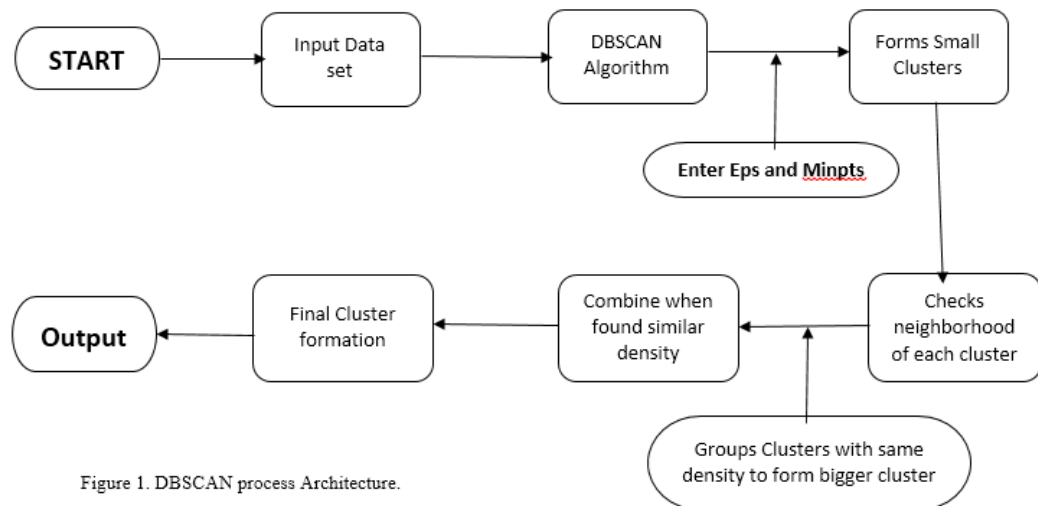 START
Input Data
set
DBSCAN
Algorithm
Forms Small
Clusters
Enter Eps and Minpts
Checks
neighborhood
of each cluster
Groups Clusters with same
density to form bigger cluster
Combine when
found similar
density
Final Cluster
formation
Output
Figure 1. DBSCAN process Architecture.